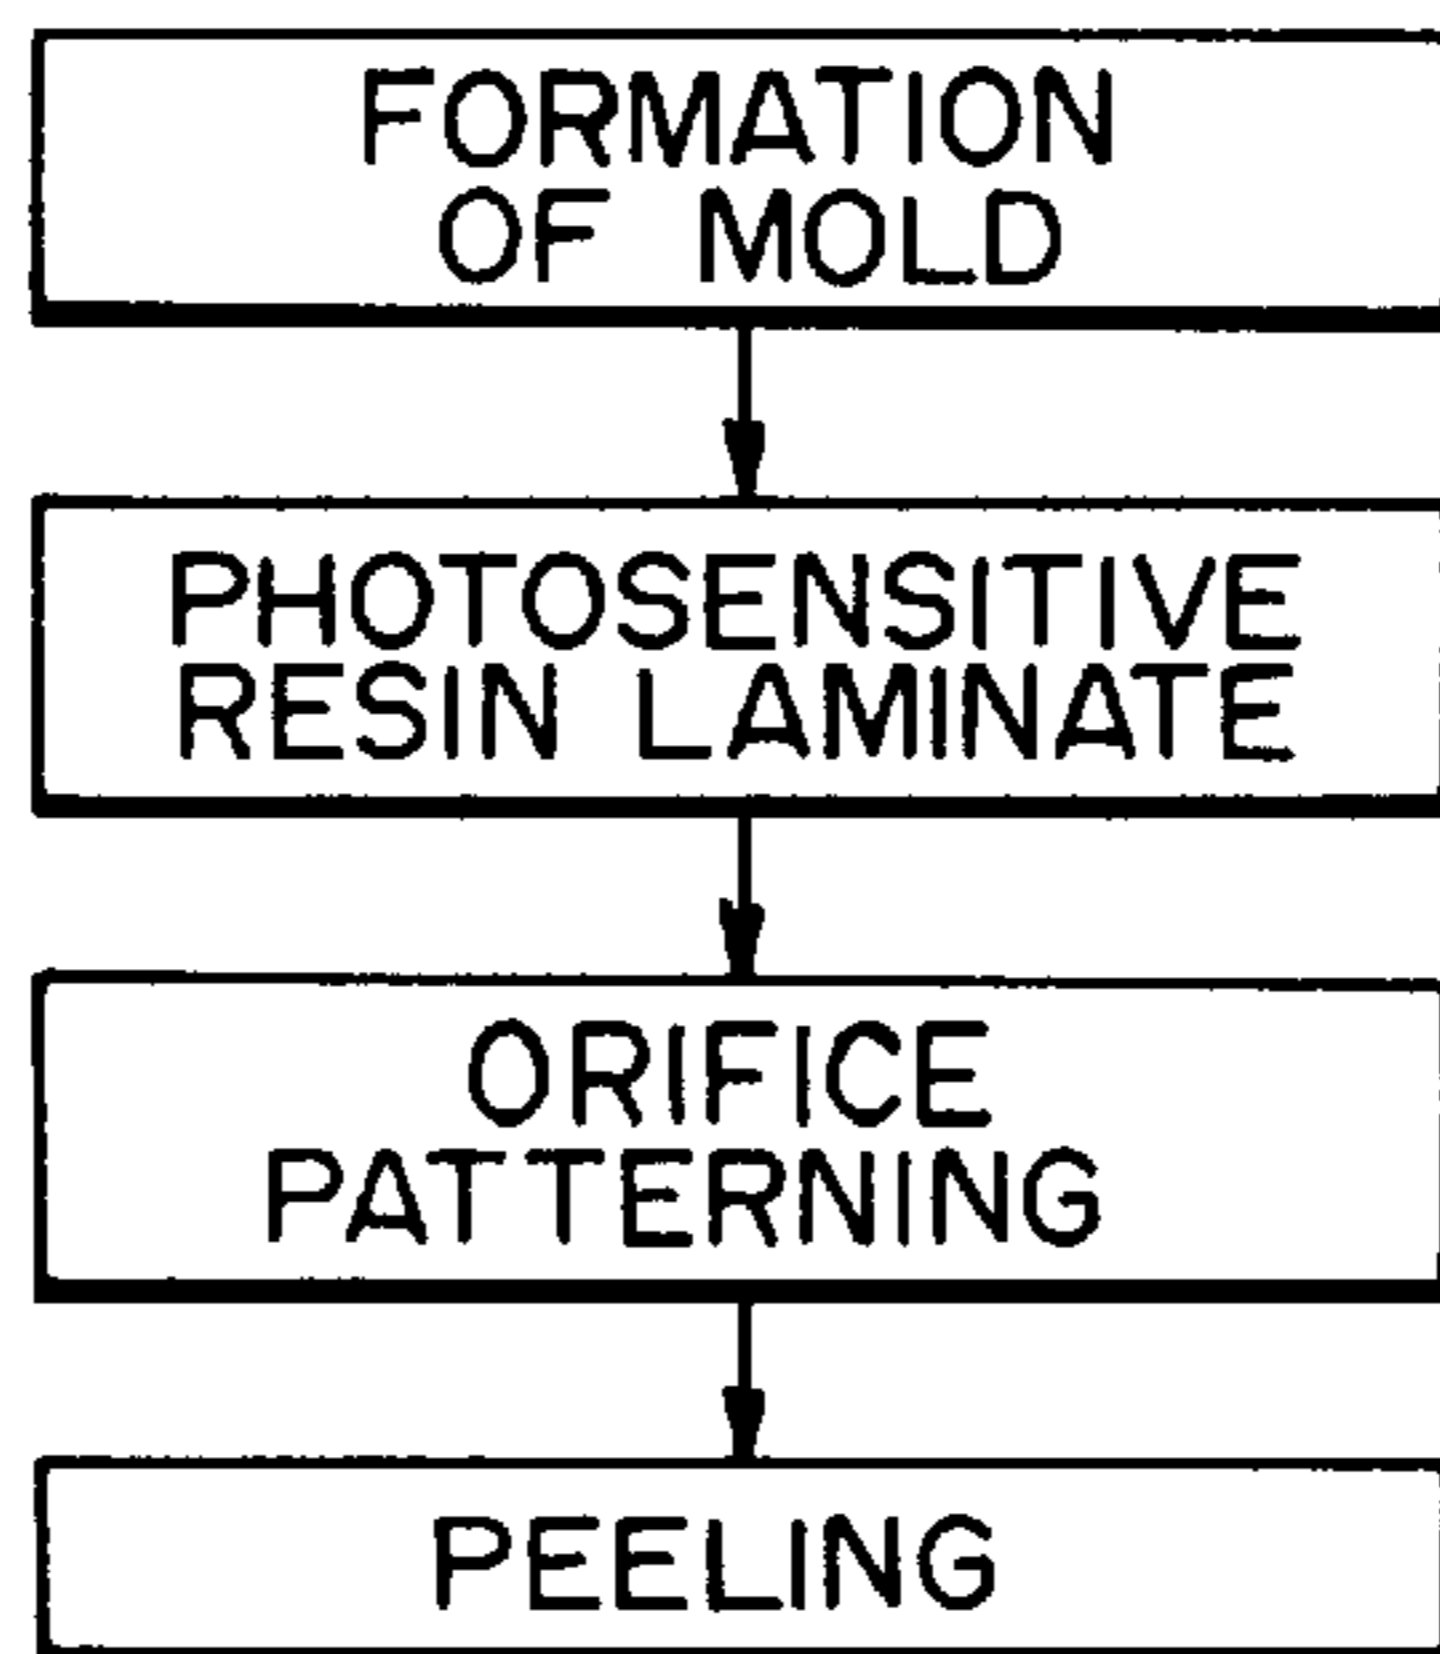 FORMATION
OF MOLD
PHOTOSENSITIVE
RESIN LAMINATE
ORIFICE
PATTERNING
PEELING